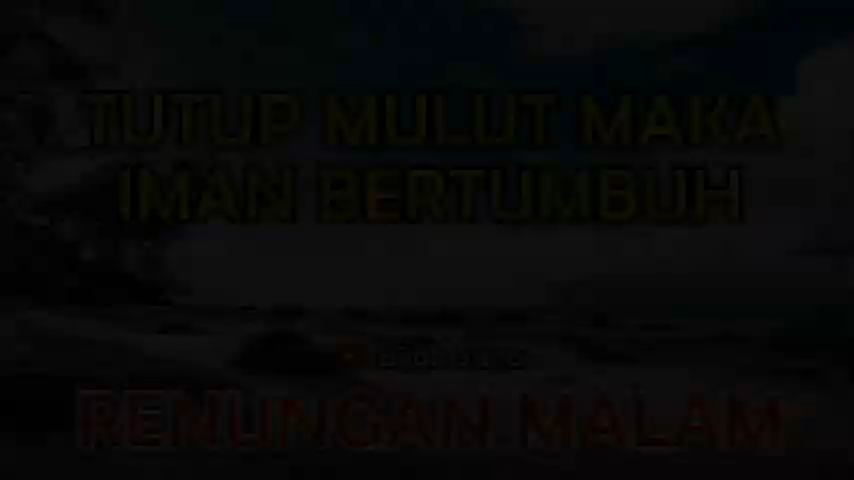 TUTUP MULUT MAKA
IMAN BERTUMBUH
RENUNGAN MALAM